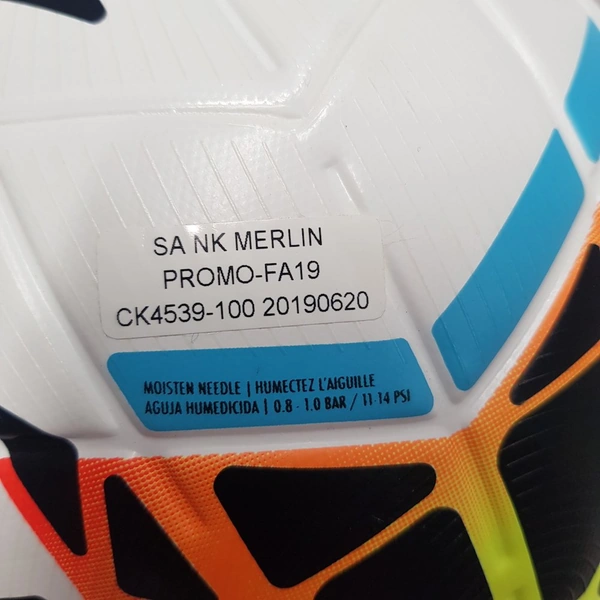 SA NK MERLIN
PROMO-FA19
CK4539-100 20190620
MOISTEN NEEDLE | HUMECTEZ L'AIGUILLE
AGUJA HUMEDICIDA | 0.8 - 1.0 BAR / 11-14 PSI